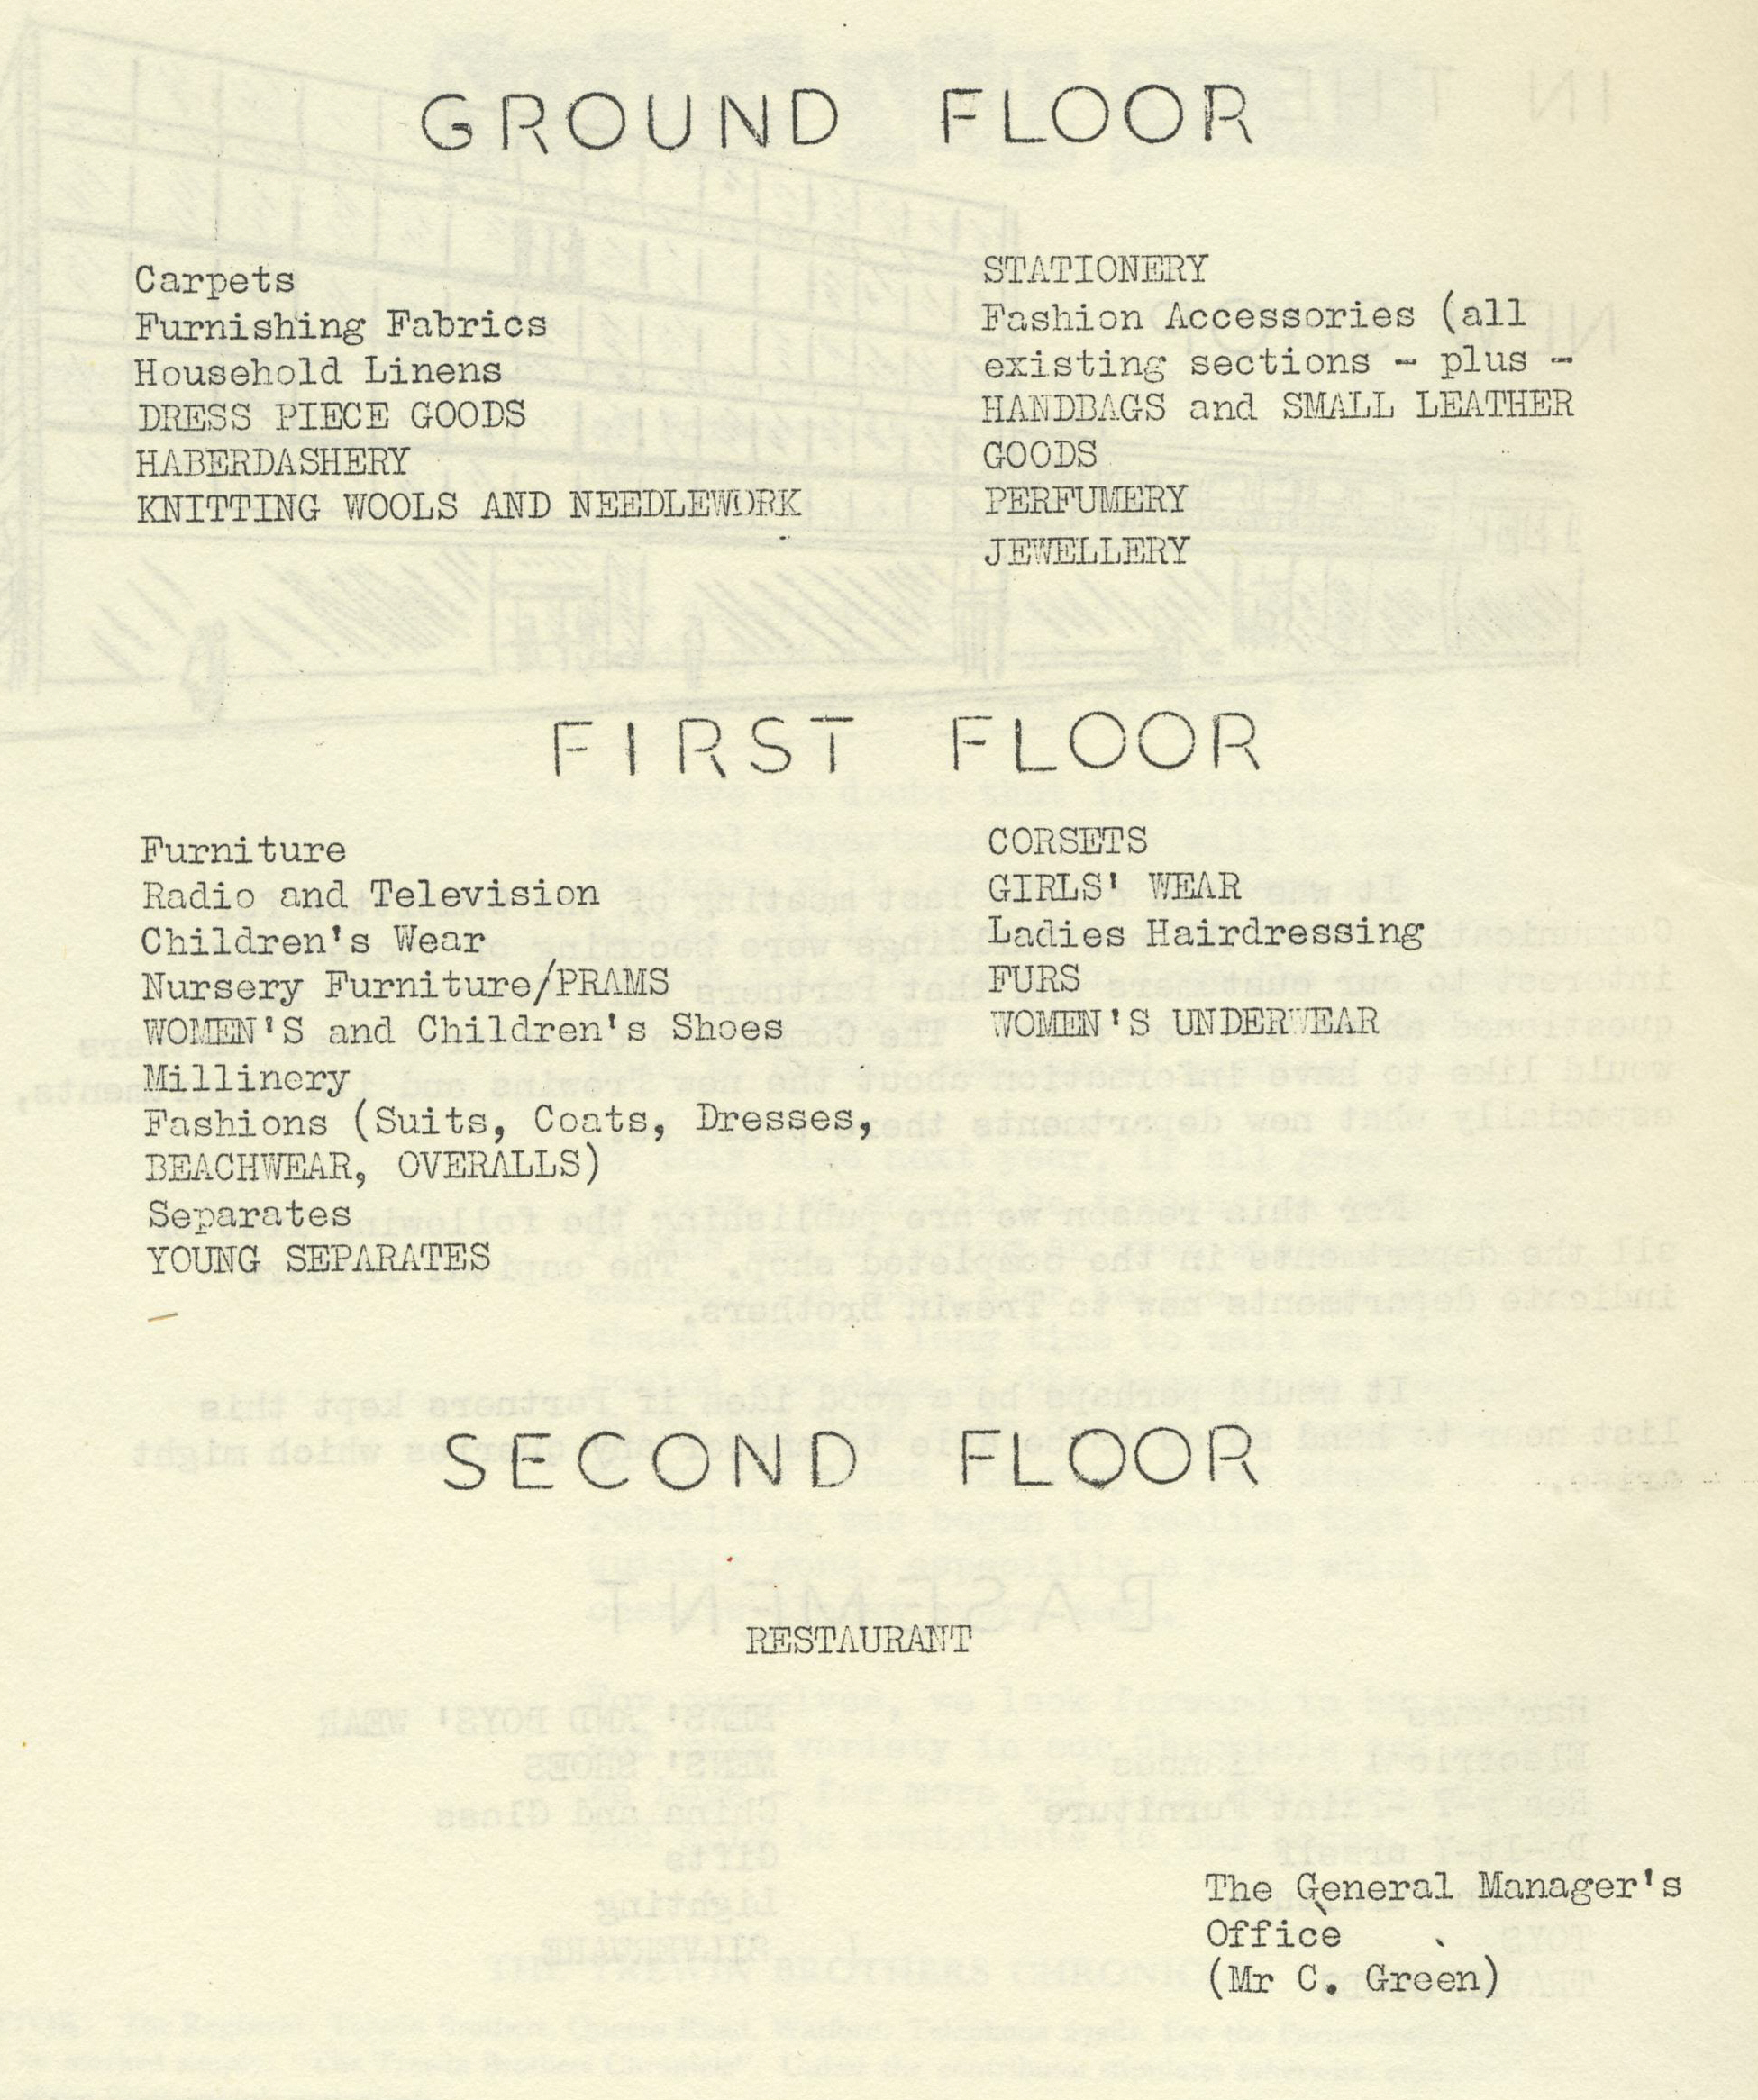 GROUND FLOOR
Carpets
Furnishing Fabrics
Household Linens
DRESS PIECE GOODS
HABERDASHERY
KNITTING WOOLS AND NEEDLEWORK
STATIONERY
Fashion Accessories (all
existing sections - plus -
HANDBAGS and SMALL LEATHER
GOODS
PERFUMERY
JEWELLERY
FIRST FLOOR
Furniture
Radio and Television
Children's Wear
Nursery Furniture/PRAMS
WOMEN'S and Children's Shoes
Millinery
Fashions (Suits, Coats, Dresses,
BEACHWEAR, OVERALLS)
Separates
YOUNG SEPARATES
CORSETS
GIRLS' WEAR
Ladies Hairdressing
FURS
WOMEN'S UNDERWEAR
SECOND FLOOR
RESTAURANT
The General Manager's
Office
(Mr C. Green)